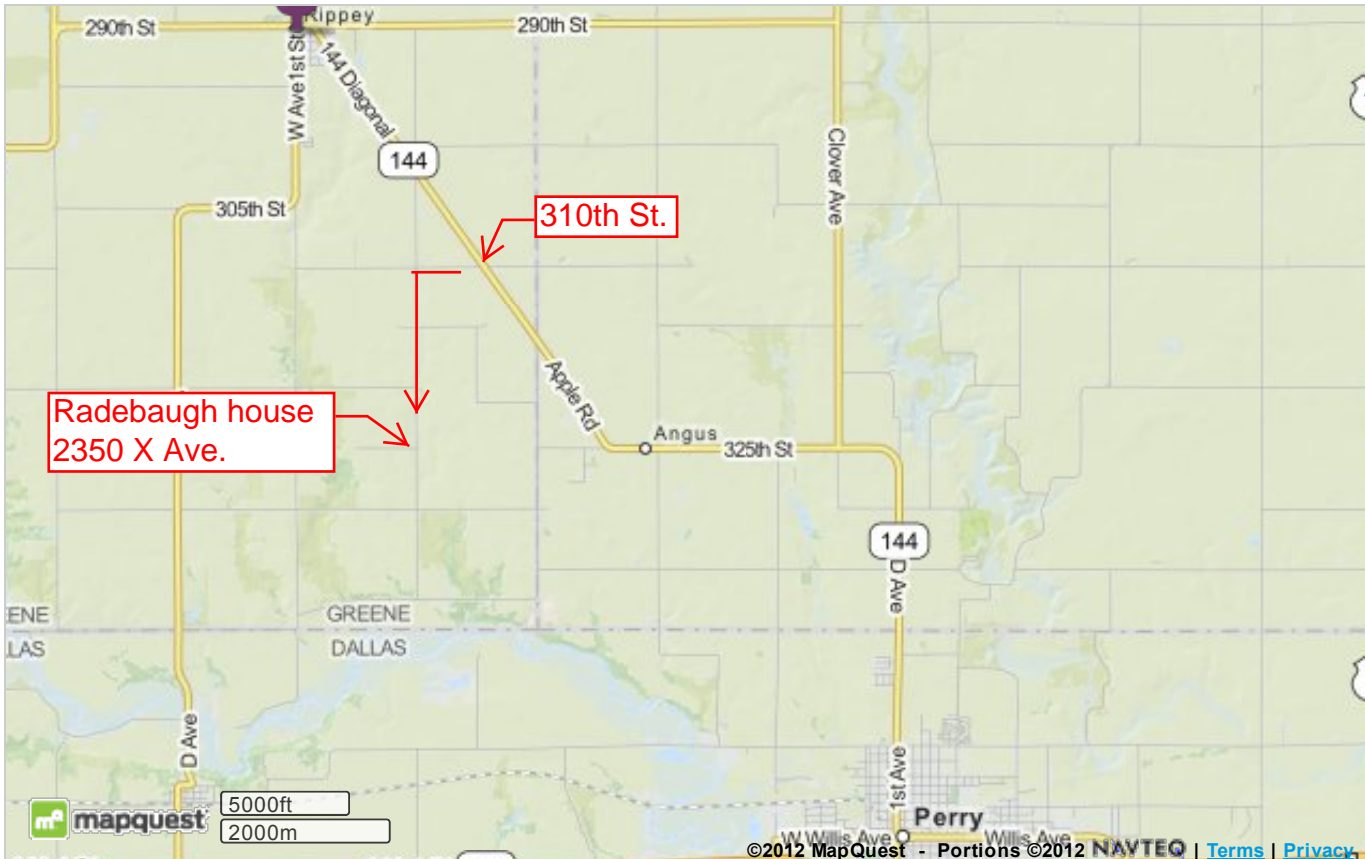 Rippey
290th St
290th St
W Ave
1st St
144 Diagonal
144
Clover Ave
305th St
310th St.
Apple Rd
Radebaugh house
2350 X Ave.
Angus
325th St
144
D Ave
GREENE
DALLAS
D Ave
1st Ave
mapquest
5000ft
2000m
Perry
W Willis Ave
Willis Ave
©2012 MapQuest - Portions ©2012 NAVTEQ | Terms | Privacy